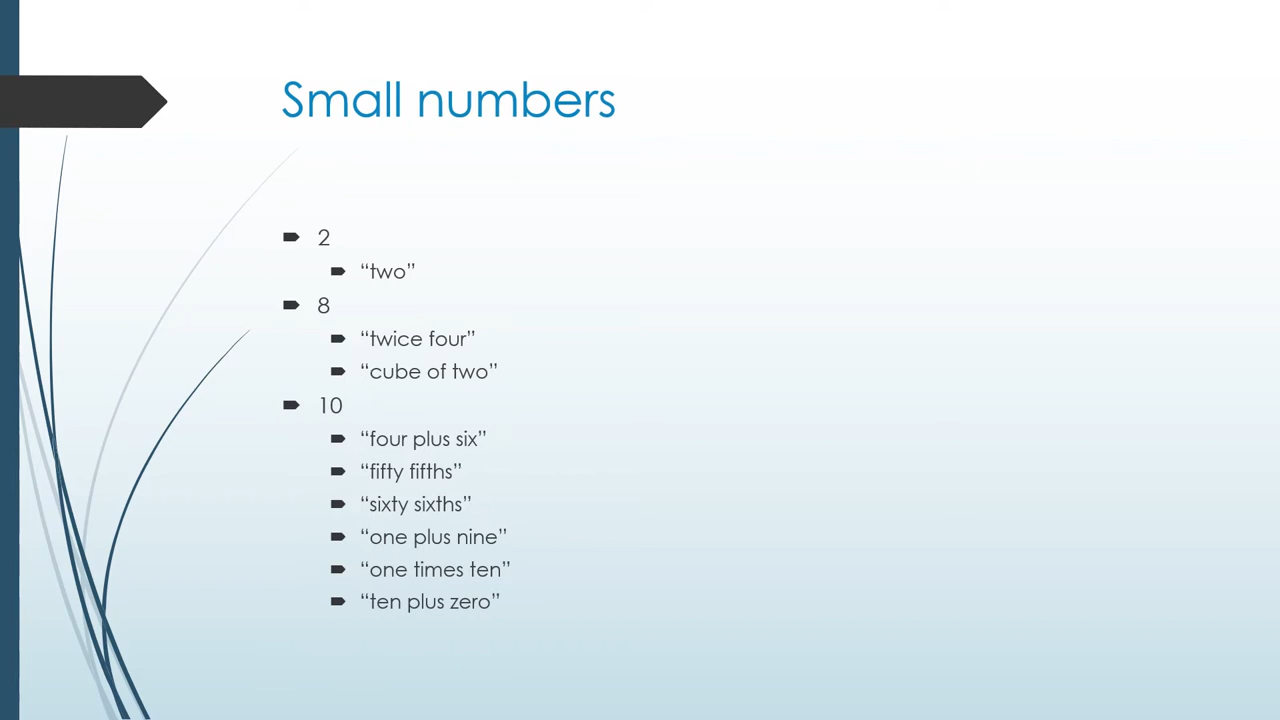 Small numbers
2
“two”
8
“twice four”
“cube of two”
10
“four plus six”
“fifty fifths”
“sixty sixths”
“one plus nine”
“one times ten”
“ten plus zero”